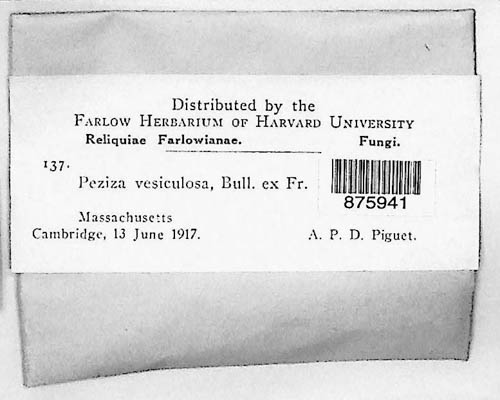 Distributed by the
FARLOW HERBARIUM OF HARVARD UNIVERSITY
Reliquiae Farlowianae. Fungi.
137.
Peziza vesiculosa, Bull. ex Fr.
875941
Massachusetts
Cambridge, 13 June 1917. A. P. D. Piguet.